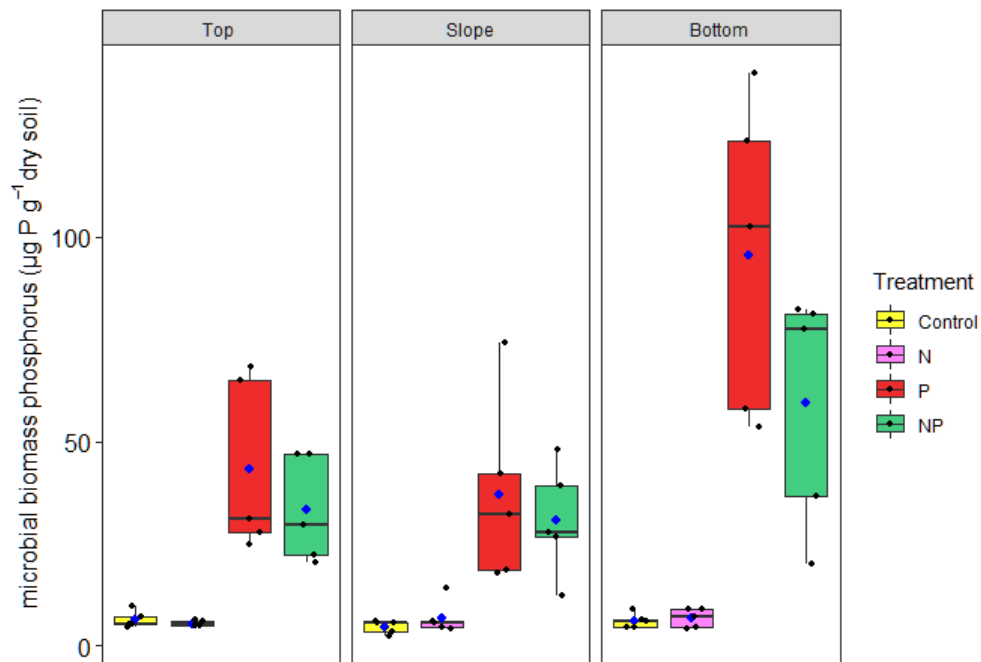 Top
Slope
Bottom
microbial biomass phosphorus (µg P g⁻¹ dry soil)
100
50
0
Treatment
Control
N
P
NP